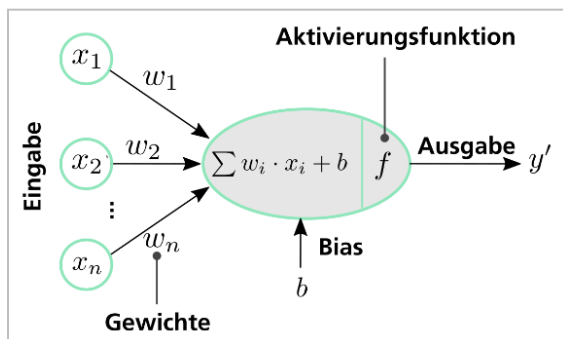 Aktivierungsfunktion
x₁
w₁
Eingabe
x₂
w₂
∑ wᵢ · xᵢ + b
f
Ausgabe
y′
...
xₙ
wₙ
Bias
b
Gewichte